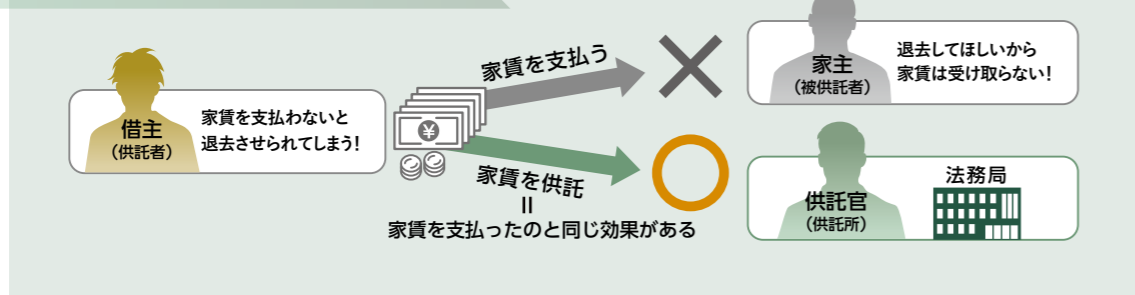 借主
（供託者）
家賃を支払わないと
退去させられてしまう！
¥
家賃を支払う
家主
（被供託者）
退去してほしいから
家賃は受け取らない！
家賃を供託
＝
家賃を支払ったのと同じ効果がある
供託官
（供託所）
法務局